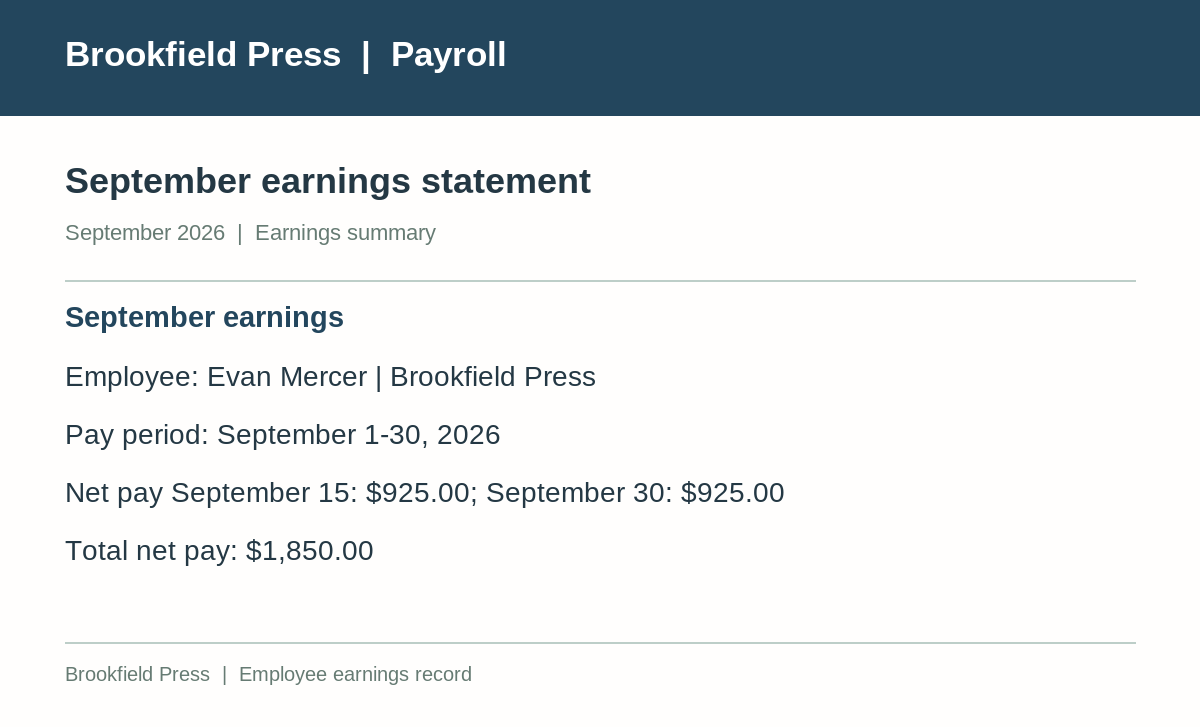 Brookfield Press | Payroll
September earnings statement
September 2026 | Earnings summary
September earnings
Employee: Evan Mercer | Brookfield Press
Pay period: September 1-30, 2026
Net pay September 15: $925.00; September 30: $925.00
Total net pay: $1,850.00
Brookfield Press | Employee earnings record